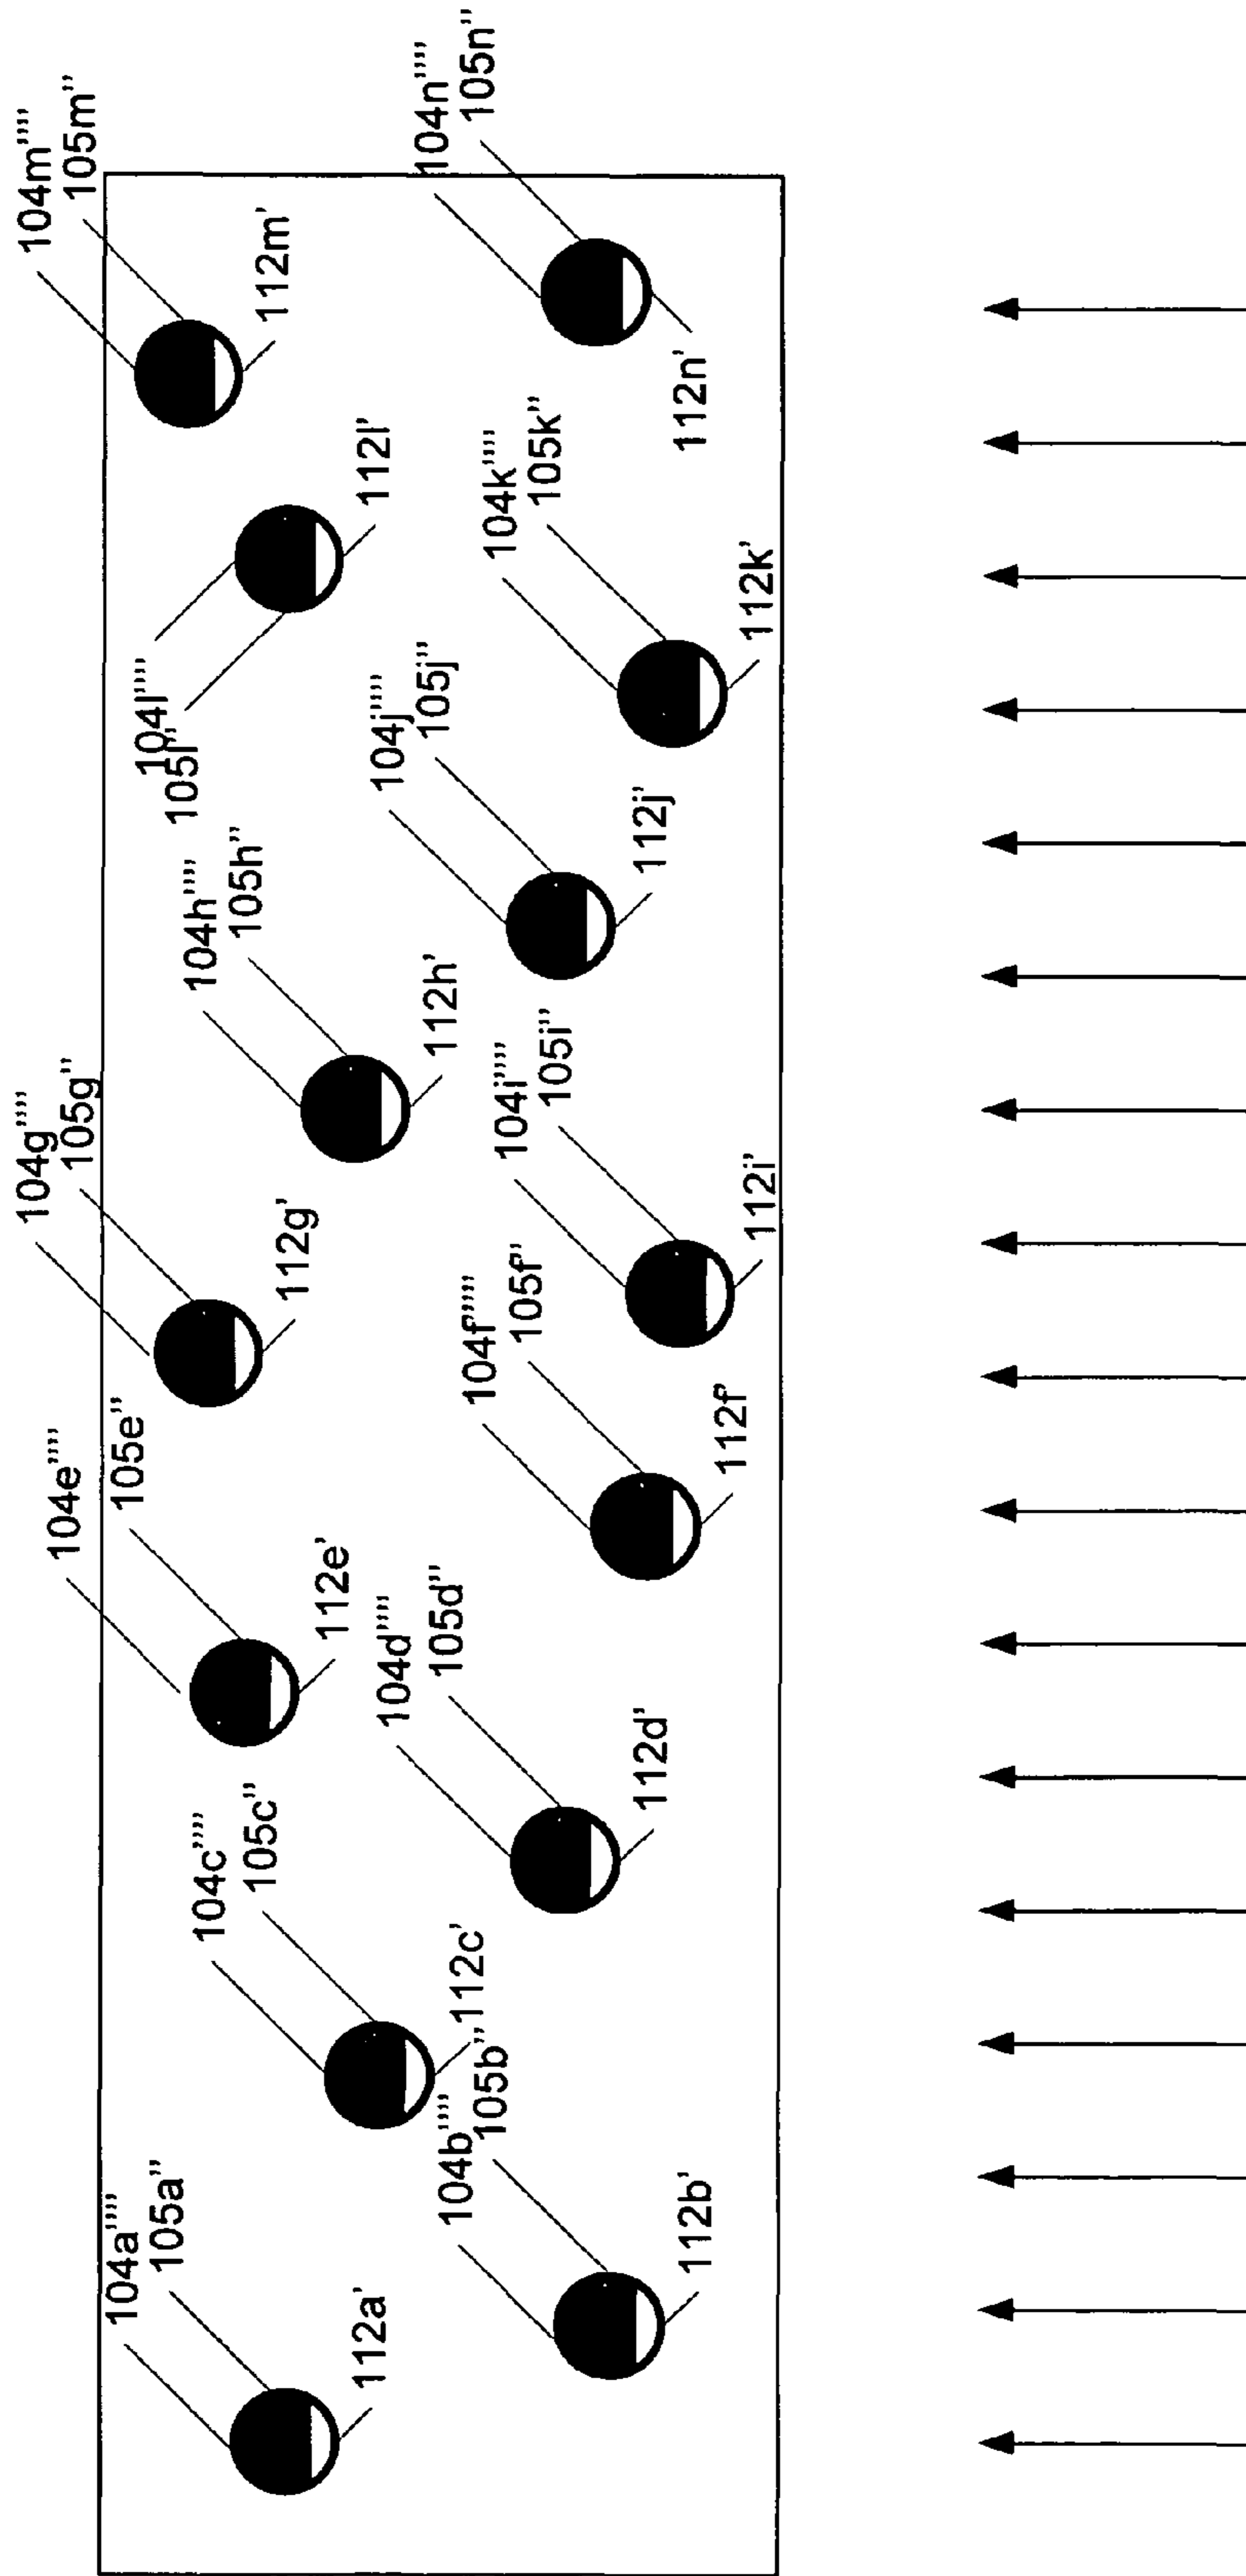 104a’’’’
105a’’
112a’
104b’’’’
105b’’
112b’
104c’’’’
105c’’
112c’
104d’’’’
105d’’
112d’
104e’’’’
105e’’
112e’
104f’’’’
105f’’
112f’
104g’’’’
105g’’
112g’
104h’’’’
105h’’
112h’
104i’’’’
105i’’
112i’
104j’’’’
105j’’
112j’
104k’’’’
105k’’
112k’
104l’’’’
105l’’
112l’
104m’’’’
105m’’
112m’
104n’’’’
105n’’
112n’